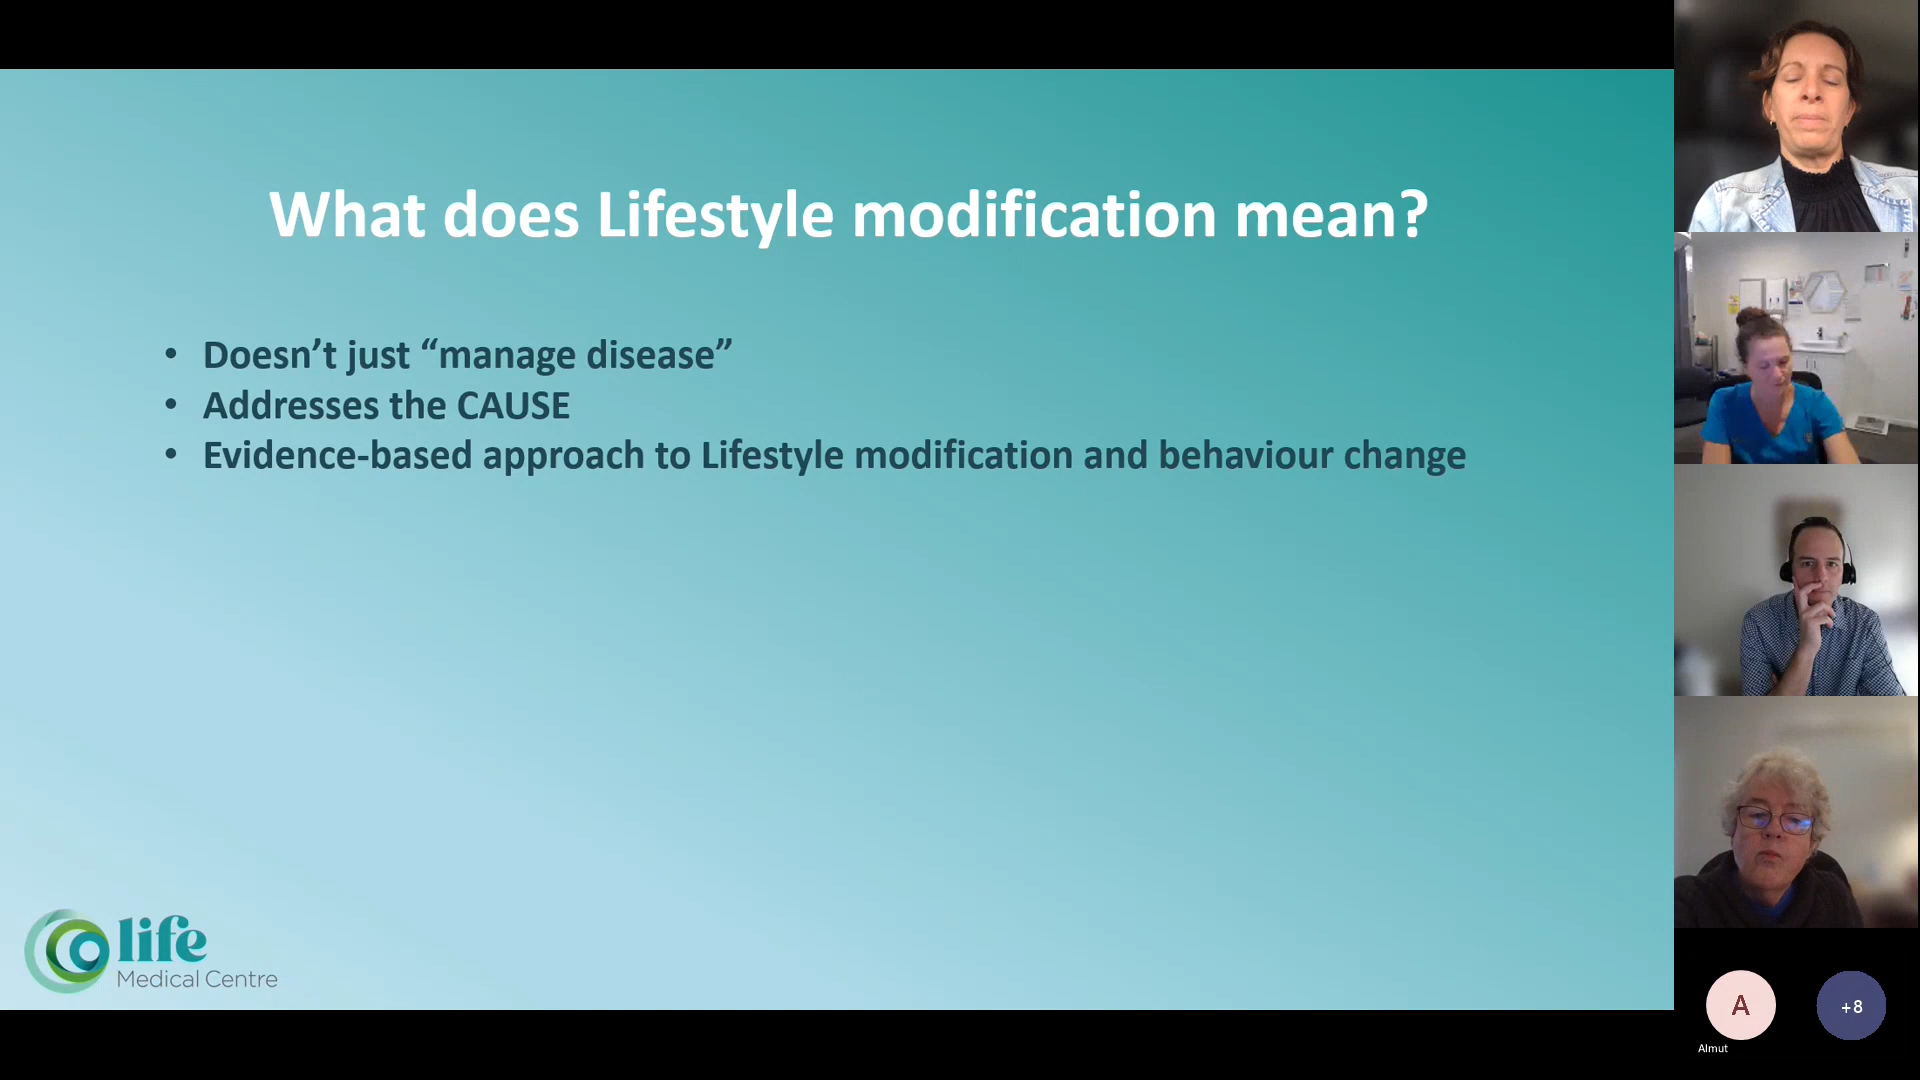 What does Lifestyle modification mean?
• Doesn’t just “manage disease”
• Addresses the CAUSE
• Evidence-based approach to Lifestyle modification and behaviour change
life
Medical Centre
A
+8
Almut